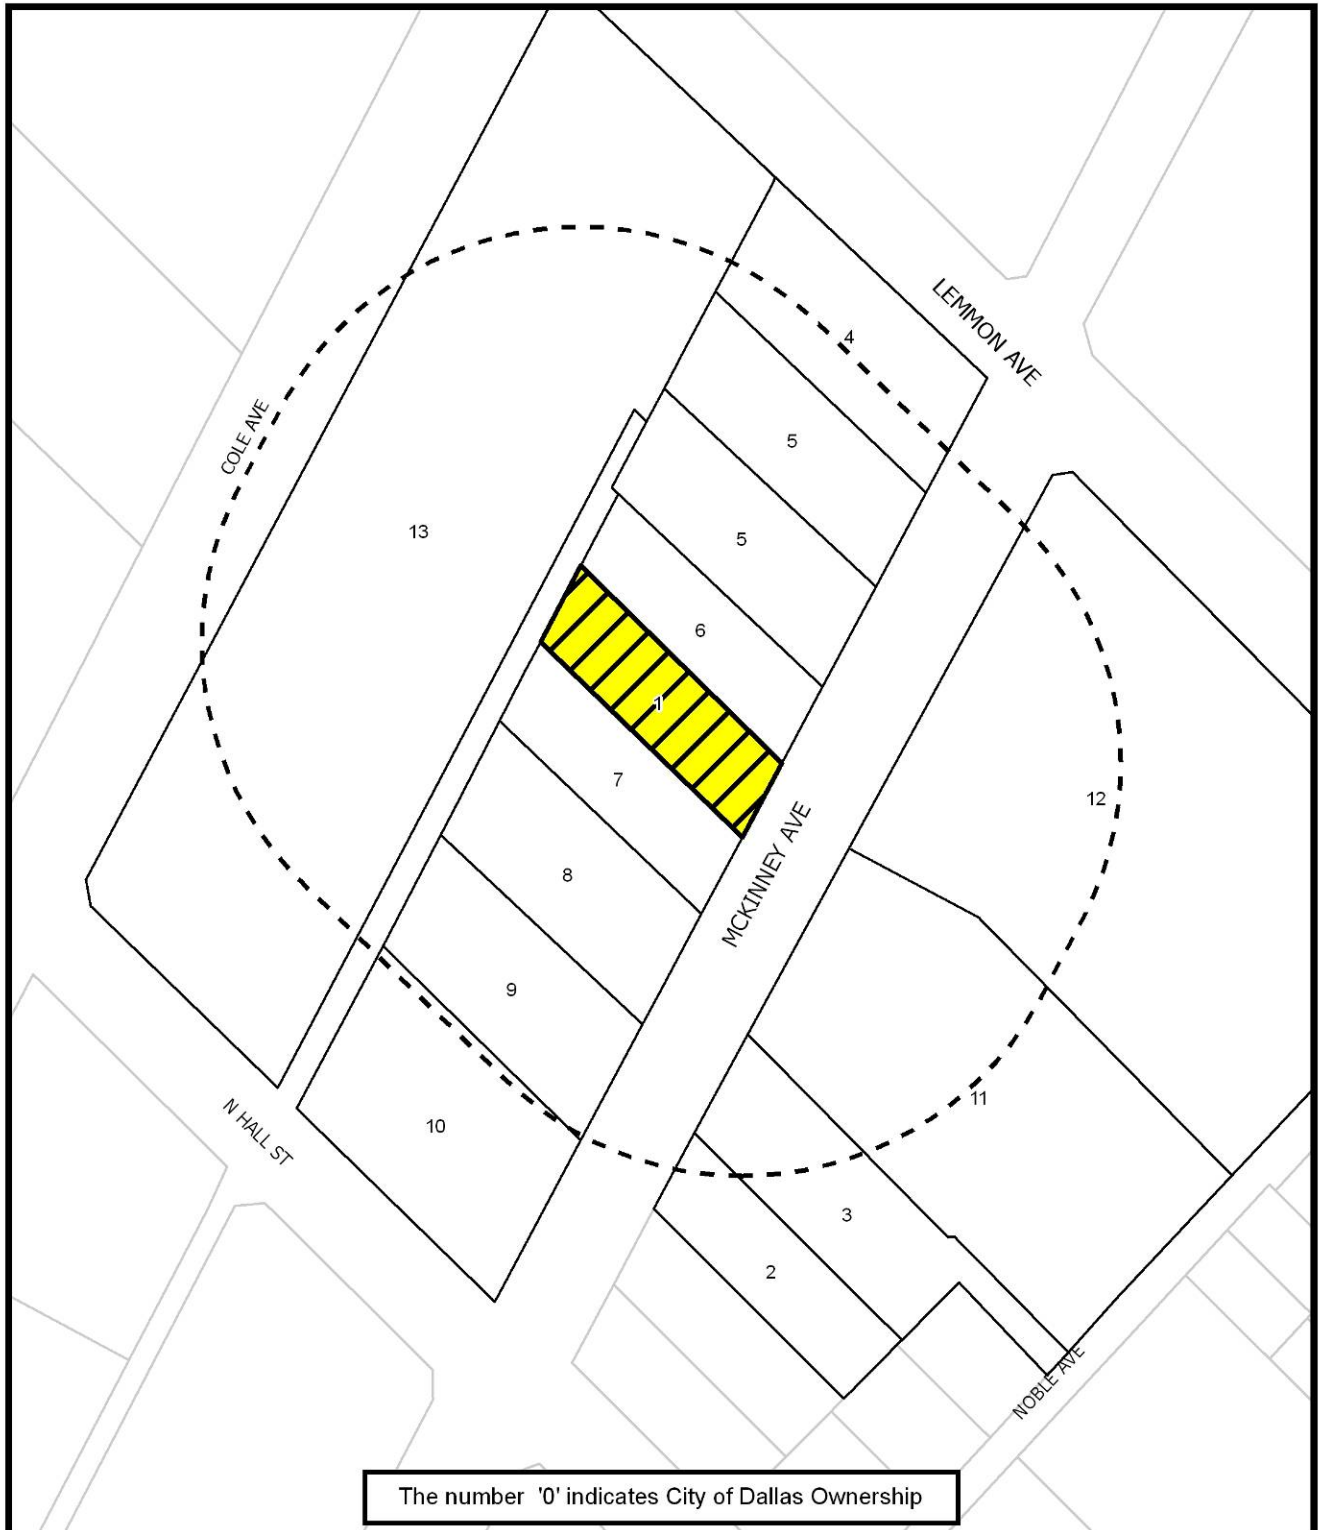 4
LEMMON AVE
5
COLE AVE
13
5
6
1
7
12
MCKINNEY AVE
8
9
11
10
N HALL ST
3
2
NOBLE AVE
The number '0' indicates City of Dallas Ownership